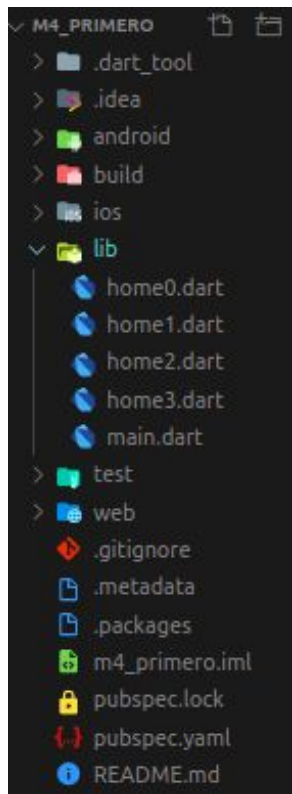 M4_PRIMERO
.dart_tool
.idea
android
build
ios
lib
home0.dart
home1.dart
home2.dart
home3.dart
main.dart
test
web
.gitignore
.metadata
.packages
m4_primero.iml
pubspec.lock
pubspec.yaml
README.md